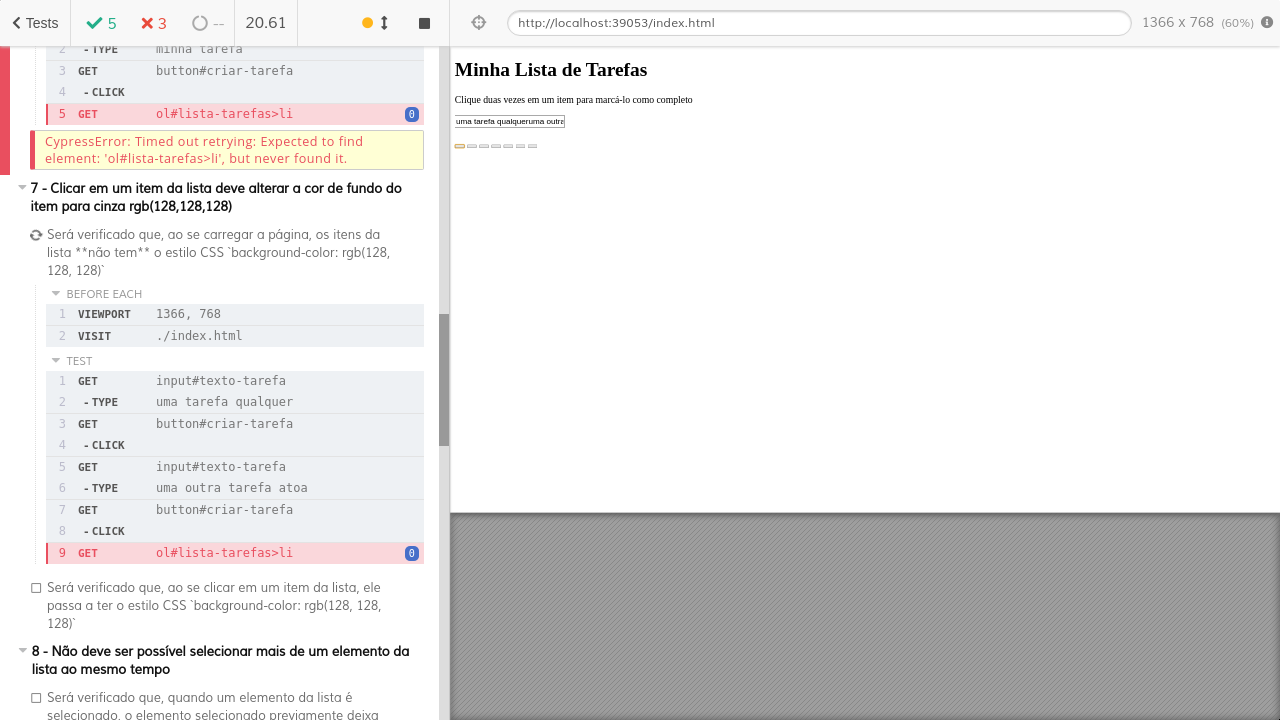 Tests 5 3 -- 20.61 http://localhost:39053/index.html 1366 x 768 (60%)
2 - TYPE minha tarefa
3 GET button#criar-tarefa
4 - CLICK
5 GET ol#lista-tarefas>li 0
CypressError: Timed out retrying: Expected to find
element: 'ol#lista-tarefas>li', but never found it.
7 - Clicar em um item da lista deve alterar a cor de fundo do
item para cinza rgb(128,128,128)
Será verificado que, ao se carregar a página, os itens da
lista **não tem** o estilo CSS `background-color: rgb(128,
128, 128)`
BEFORE EACH
1 VIEWPORT 1366, 768
2 VISIT ./index.html
TEST
1 GET input#texto-tarefa
2 - TYPE uma tarefa qualquer
3 GET button#criar-tarefa
4 - CLICK
5 GET input#texto-tarefa
6 - TYPE uma outra tarefa atoa
7 GET button#criar-tarefa
8 - CLICK
9 GET ol#lista-tarefas>li 0
Será verificado que, ao se clicar em um item da lista, ele
passa a ter o estilo CSS `background-color: rgb(128, 128,
128)`
8 - Não deve ser possível selecionar mais de um elemento da
lista ao mesmo tempo
Será verificado que, quando um elemento da lista é
selecionado, o elemento selecionado previamente deixa
Minha Lista de Tarefas
Clique duas vezes em um item para marcá-lo como completo
uma tarefa qualqueruma outra